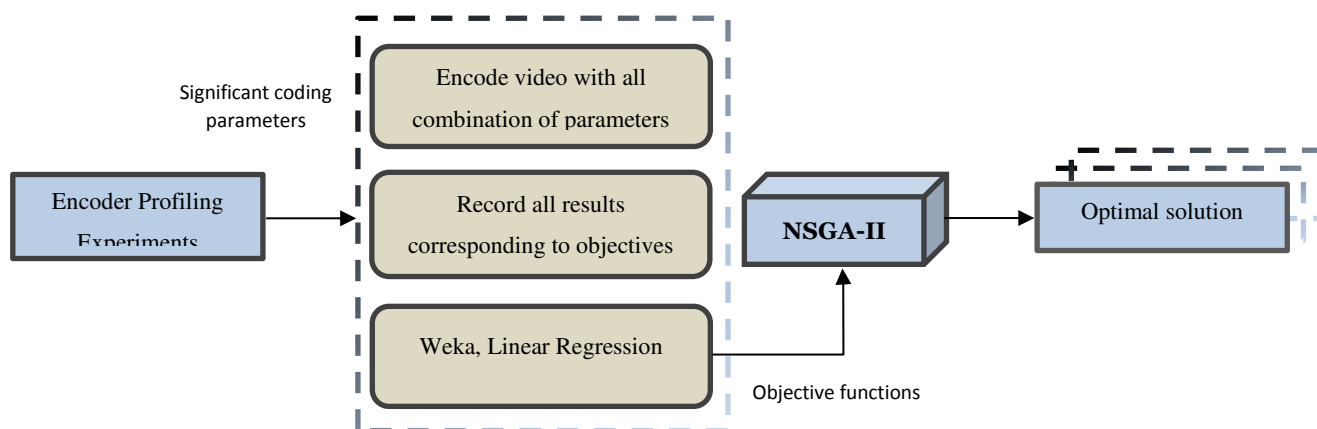 Significant coding
parameters
Encoder Profiling
Experiments
Encode video with all
combination of parameters
Record all results
corresponding to objectives
Weka, Linear Regression
Objective functions
NSGA-II
Optimal solution